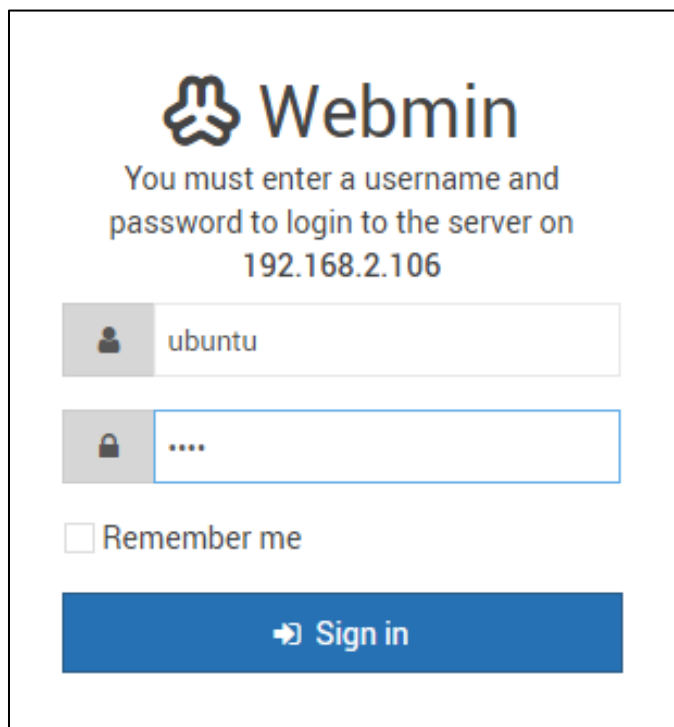 Webmin
You must enter a username and
password to login to the server on
192.168.2.106
ubuntu
••••
Remember me
Sign in